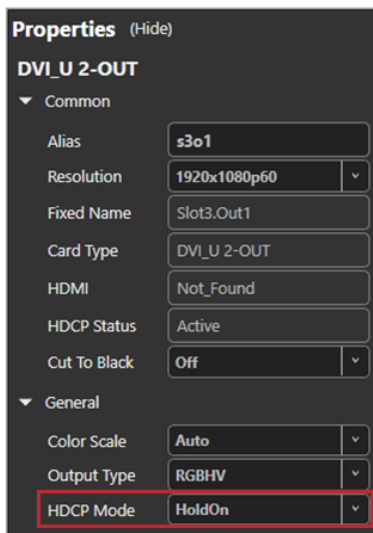 Properties (Hide)
DVI_U 2-OUT
Common
Alias s3o1
Resolution 1920x1080p60
Fixed Name Slot3.Out1
Card Type DVI_U 2-OUT
HDMI Not_Found
HDCP Status Active
Cut To Black Off
General
Color Scale Auto
Output Type RGBHV
HDCP Mode HoldOn